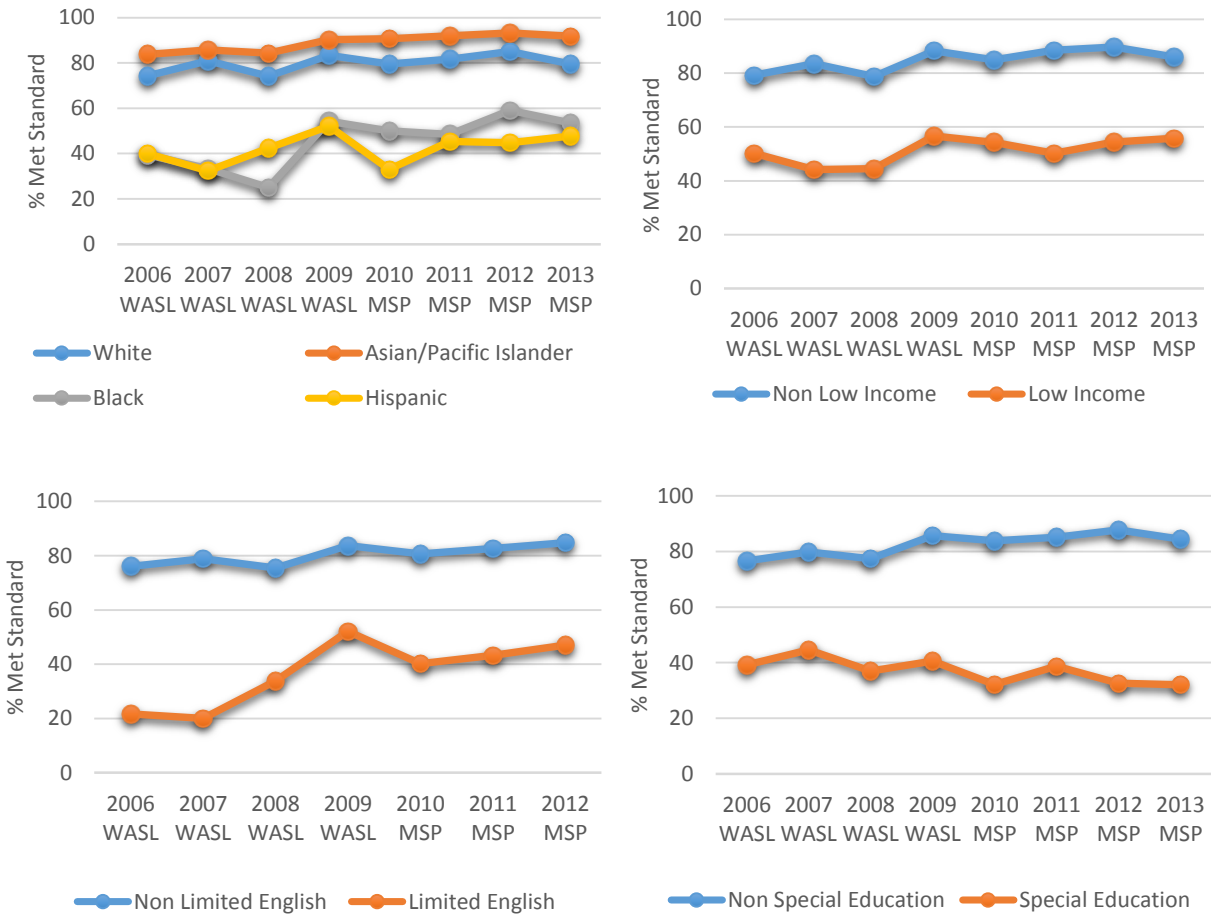 100
80
60
40
20
0
% Met Standard
2006 2007 2008 2009 2010 2011 2012 2013
WASL WASL WASL WASL MSP MSP MSP MSP
White Asian/Pacific Islander
Black Hispanic
100
80
60
40
20
0
% Met Standard
2006 2007 2008 2009 2010 2011 2012 2013
WASL WASL WASL WASL MSP MSP MSP MSP
Non Low Income Low Income
100
80
60
40
20
0
% Met Standard
2006 2007 2008 2009 2010 2011 2012
WASL WASL WASL WASL MSP MSP MSP
Non Limited English Limited English
100
80
60
40
20
0
% Met Standard
2006 2007 2008 2009 2010 2011 2012 2013
WASL WASL WASL WASL MSP MSP MSP MSP
Non Special Education Special Education